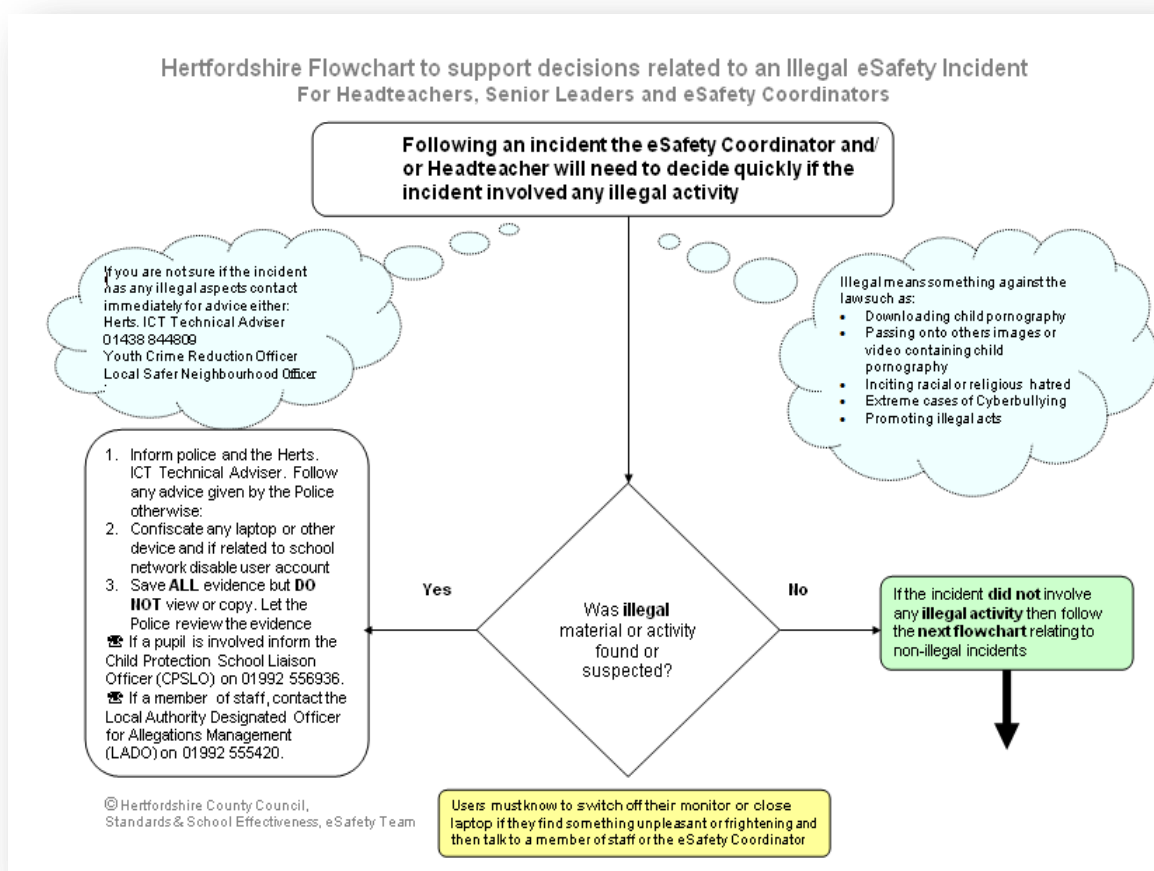 Hertfordshire Flowchart to support decisions related to an Illegal eSafety Incident
For Headteachers, Senior Leaders and eSafety Coordinators
Following an incident the eSafety Coordinator and/
or Headteacher will need to decide quickly if the
incident involved any illegal activity
If you are not sure if the incident
has any illegal aspects contact
immediately for advice either:
Herts. ICT Technical Adviser
01438 844809
Youth Crime Reduction Officer
Local Safer Neighbourhood Officer
:
Illegal means something against the
law such as:
• Downloading child pornography
• Passing onto others images or
video containing child
pornography
• Inciting racial or religious hatred
• Extreme cases of Cyberbullying
• Promoting illegal acts
1. Inform police and the Herts.
ICT Technical Adviser. Follow
any advice given by the Police
otherwise:
2. Confiscate any laptop or other
device and if related to school
network disable user account
3. Save ALL evidence but DO
NOT view or copy. Let the
Police review the evidence
☎ If a pupil is involved inform the
Child Protection School Liaison
Officer (CPSLO) on 01992 556936.
☎ If a member of staff, contact the
Local Authority Designated Officer
for Allegations Management
(LADO) on 01992 555420.
Yes
Was illegal
material or activity
found or
suspected?
No
If the incident did not involve
any illegal activity then follow
the next flowchart relating to
non-illegal incidents
© Hertfordshire County Council,
Standards & School Effectiveness, eSafety Team
Users must know to switch off their monitor or close
laptop if they find something unpleasant or frightening and
then talk to a member of staff or the eSafety Coordinator